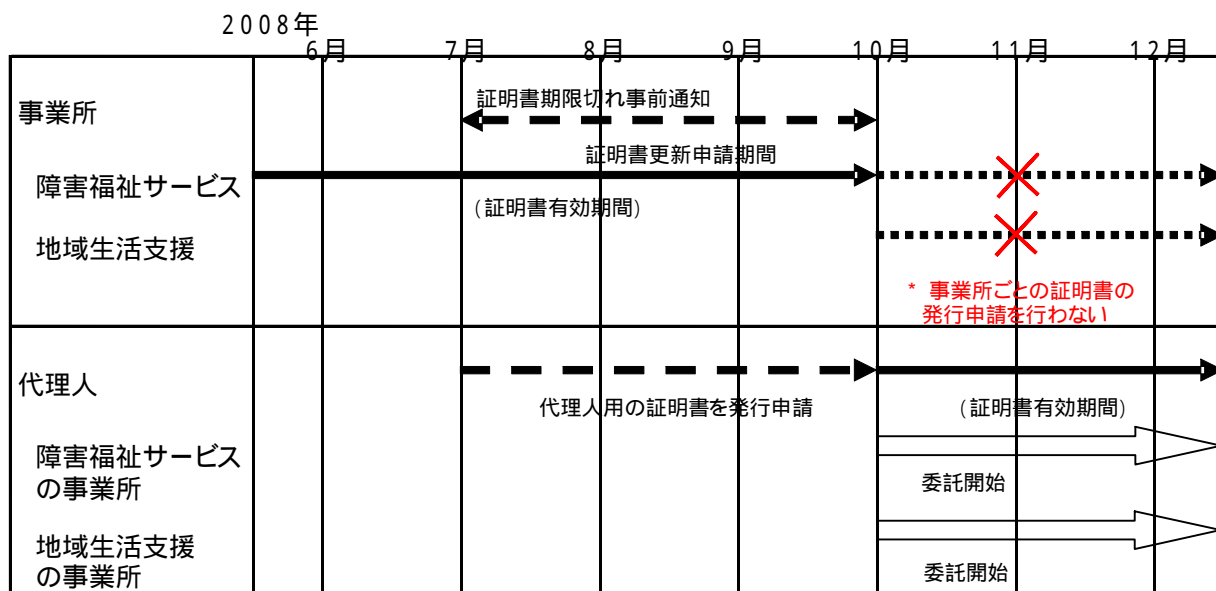 2008年
6月 7月 8月 9月 10月 11月 12月
事業所
証明書期限切れ事前通知
証明書更新申請期間
障害福祉サービス
(証明書有効期間)
地域生活支援
* 事業所ごとの証明書の
発行申請を行わない
代理人
代理人用の証明書を発行申請
(証明書有効期間)
障害福祉サービス
の事業所
委託開始
地域生活支援
の事業所
委託開始